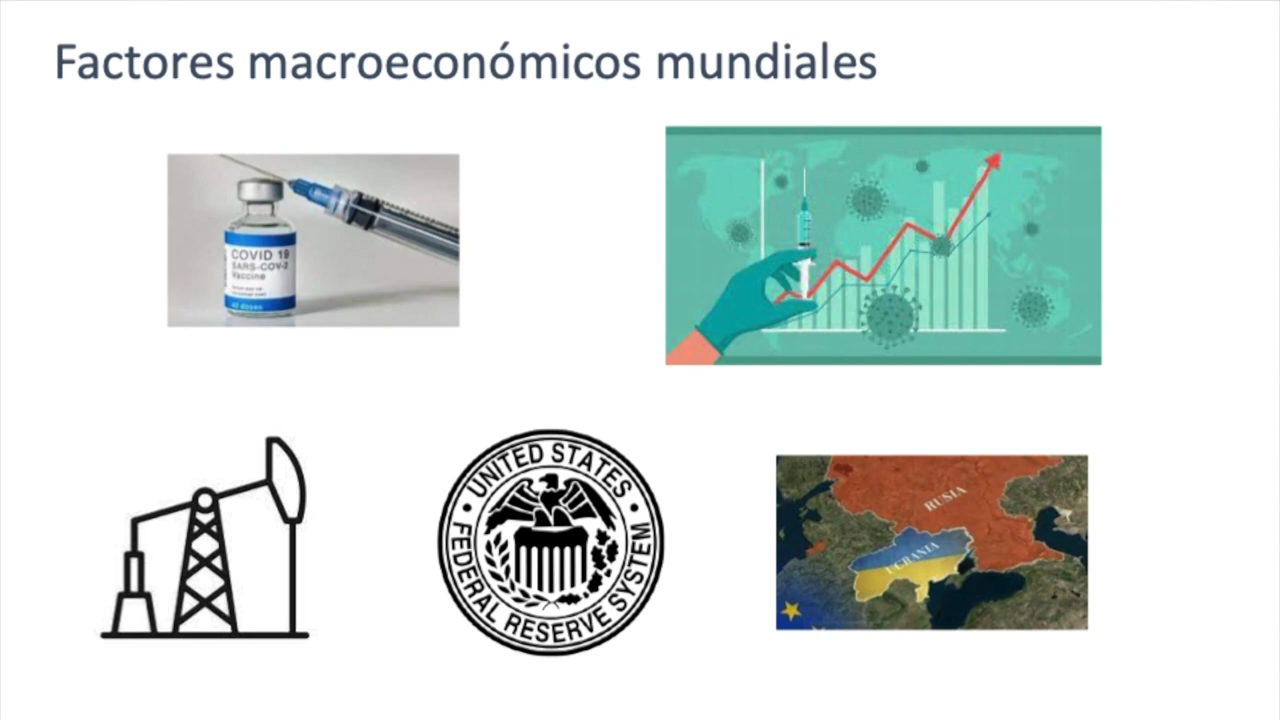 Factores macroeconómicos mundiales
COVID 19
SARS-COV-2
Vaccine
UNITED STATES
FEDERAL RESERVE SYSTEM
RUSIA
UCRANIA